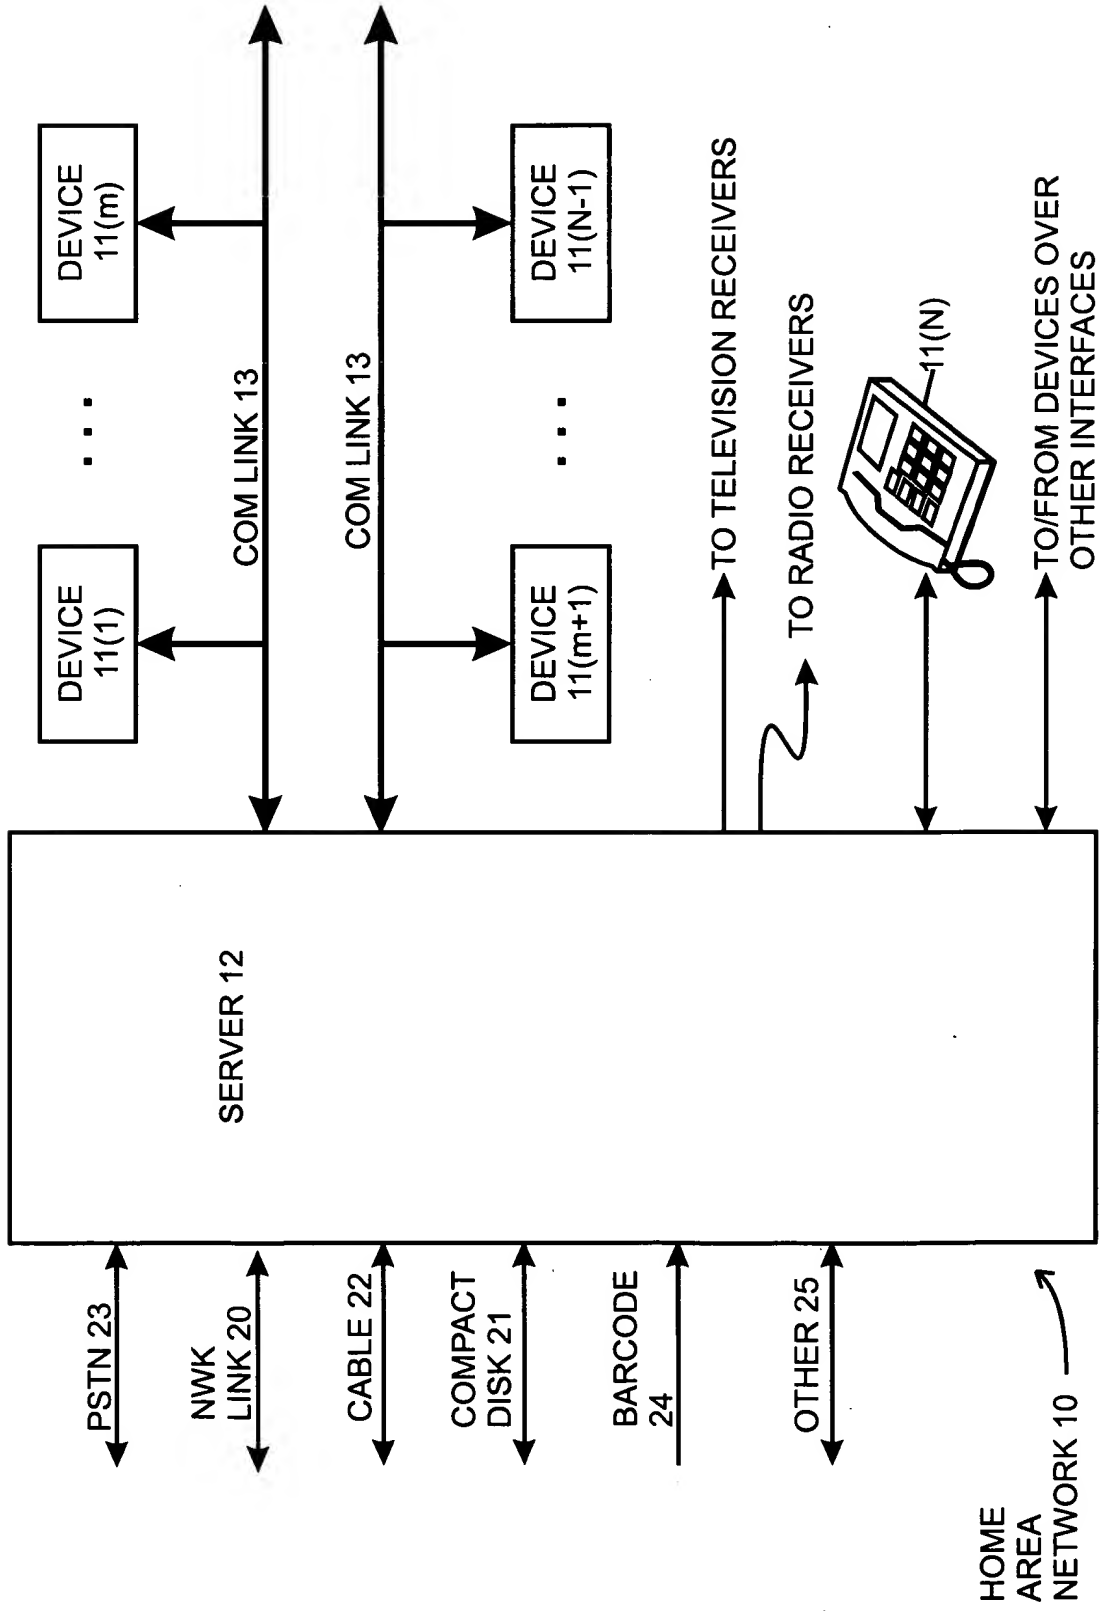 PSTN 23
NWK
LINK 20
CABLE 22
COMPACT
DISK 21
BARCODE
24
OTHER 25
HOME
AREA
NETWORK 10
SERVER 12
DEVICE
11(1)
. . .
DEVICE
11(m)
COM LINK 13
COM LINK 13
DEVICE
11(m+1)
. . .
DEVICE
11(N-1)
TO TELEVISION RECEIVERS
TO RADIO RECEIVERS
11(N)
TO/FROM DEVICES OVER
OTHER INTERFACES